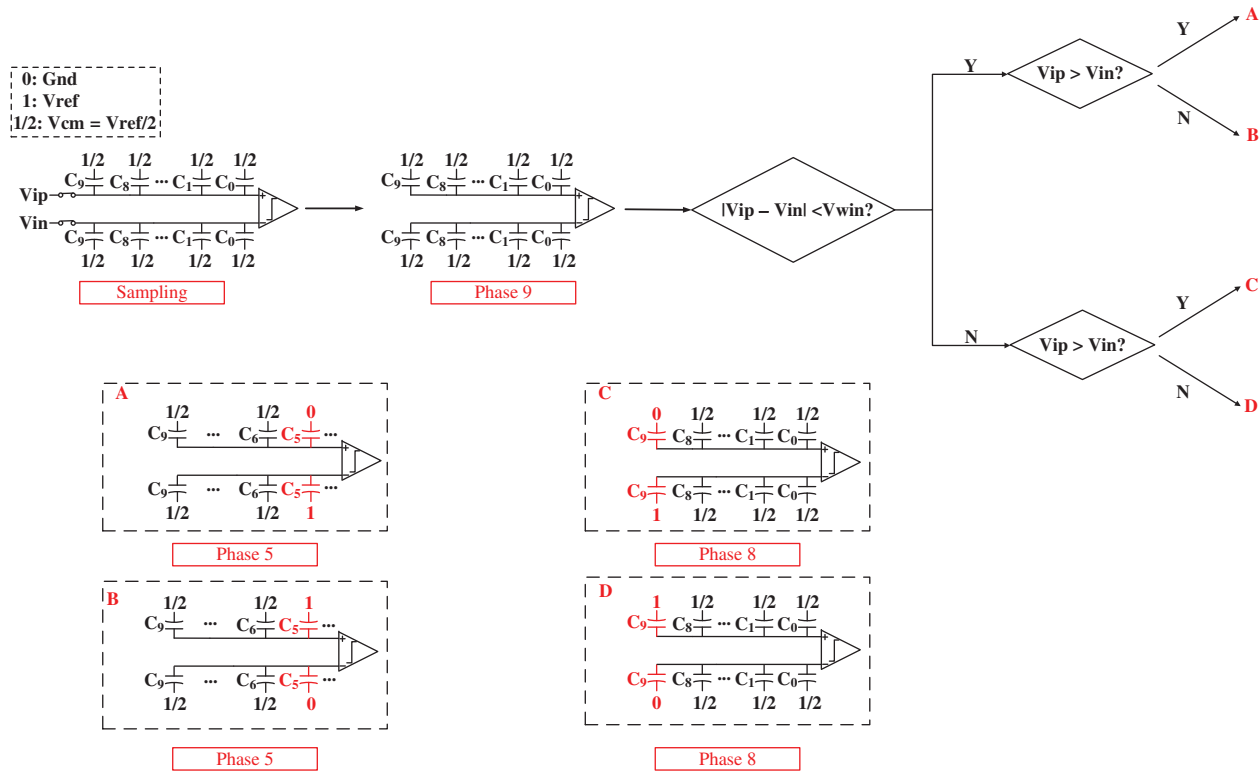 0: Gnd
1: Vref
1/2: Vcm = Vref/2
1/2 1/2 1/2 1/2
C9 C8 ... C1 C0
Vip
+
Vin
−
C9 C8 ... C1 C0
1/2 1/2 1/2 1/2
Sampling
1/2 1/2 1/2 1/2
C9 C8 ... C1 C0
+
−
C9 C8 ... C1 C0
1/2 1/2 1/2 1/2
Phase 9
|Vip – Vin| <Vwin?
Y
Vip > Vin?
Y
A
N
B
N
Vip > Vin?
Y
C
N
D
A
1/2 1/2 0
C9 ... C6 C5 ...
+
−
C9 ... C6 C5 ...
1/2 1/2 1
Phase 5
C
0 1/2 1/2 1/2
C9 C8 ... C1 C0
+
−
C9 C8 ... C1 C0
1 1/2 1/2 1/2
Phase 8
B
1/2 1/2 1
C9 ... C6 C5 ...
+
−
C9 ... C6 C5 ...
1/2 1/2 0
Phase 5
D
1 1/2 1/2 1/2
C9 C8 ... C1 C0
+
−
C9 C8 ... C1 C0
0 1/2 1/2 1/2
Phase 8